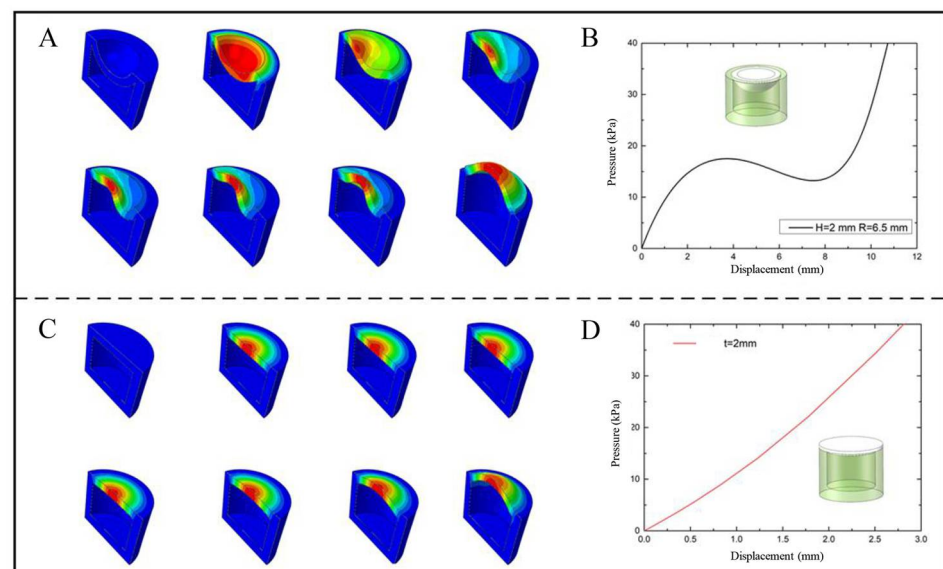 A
B
40
30
20
10
0
Pressure (kPa)
H=2 mm R=6.5 mm
0 2 4 6 8 10 12
Displacement (mm)
C
D
40
30
20
10
0
Pressure (kPa)
t=2mm
0.0 0.5 1.0 1.5 2.0 2.5 3.0
Displacement (mm)